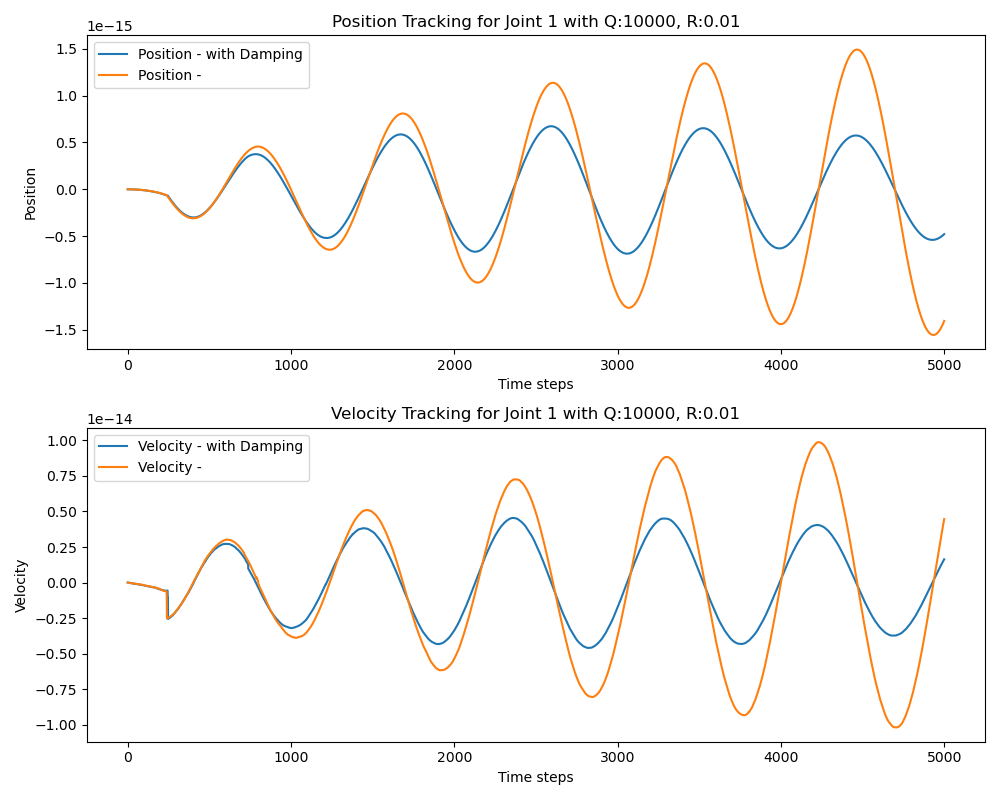 Position Tracking for Joint 1 with Q:10000, R:0.01
1e−15
Position - with Damping
Position -
1.5
1.0
0.5
0.0
−0.5
−1.0
−1.5
Position
0 1000 2000 3000 4000 5000
Time steps
Velocity Tracking for Joint 1 with Q:10000, R:0.01
1e−14
Velocity - with Damping
Velocity -
1.00
0.75
0.50
0.25
0.00
−0.25
−0.50
−0.75
−1.00
Velocity
0 1000 2000 3000 4000 5000
Time steps